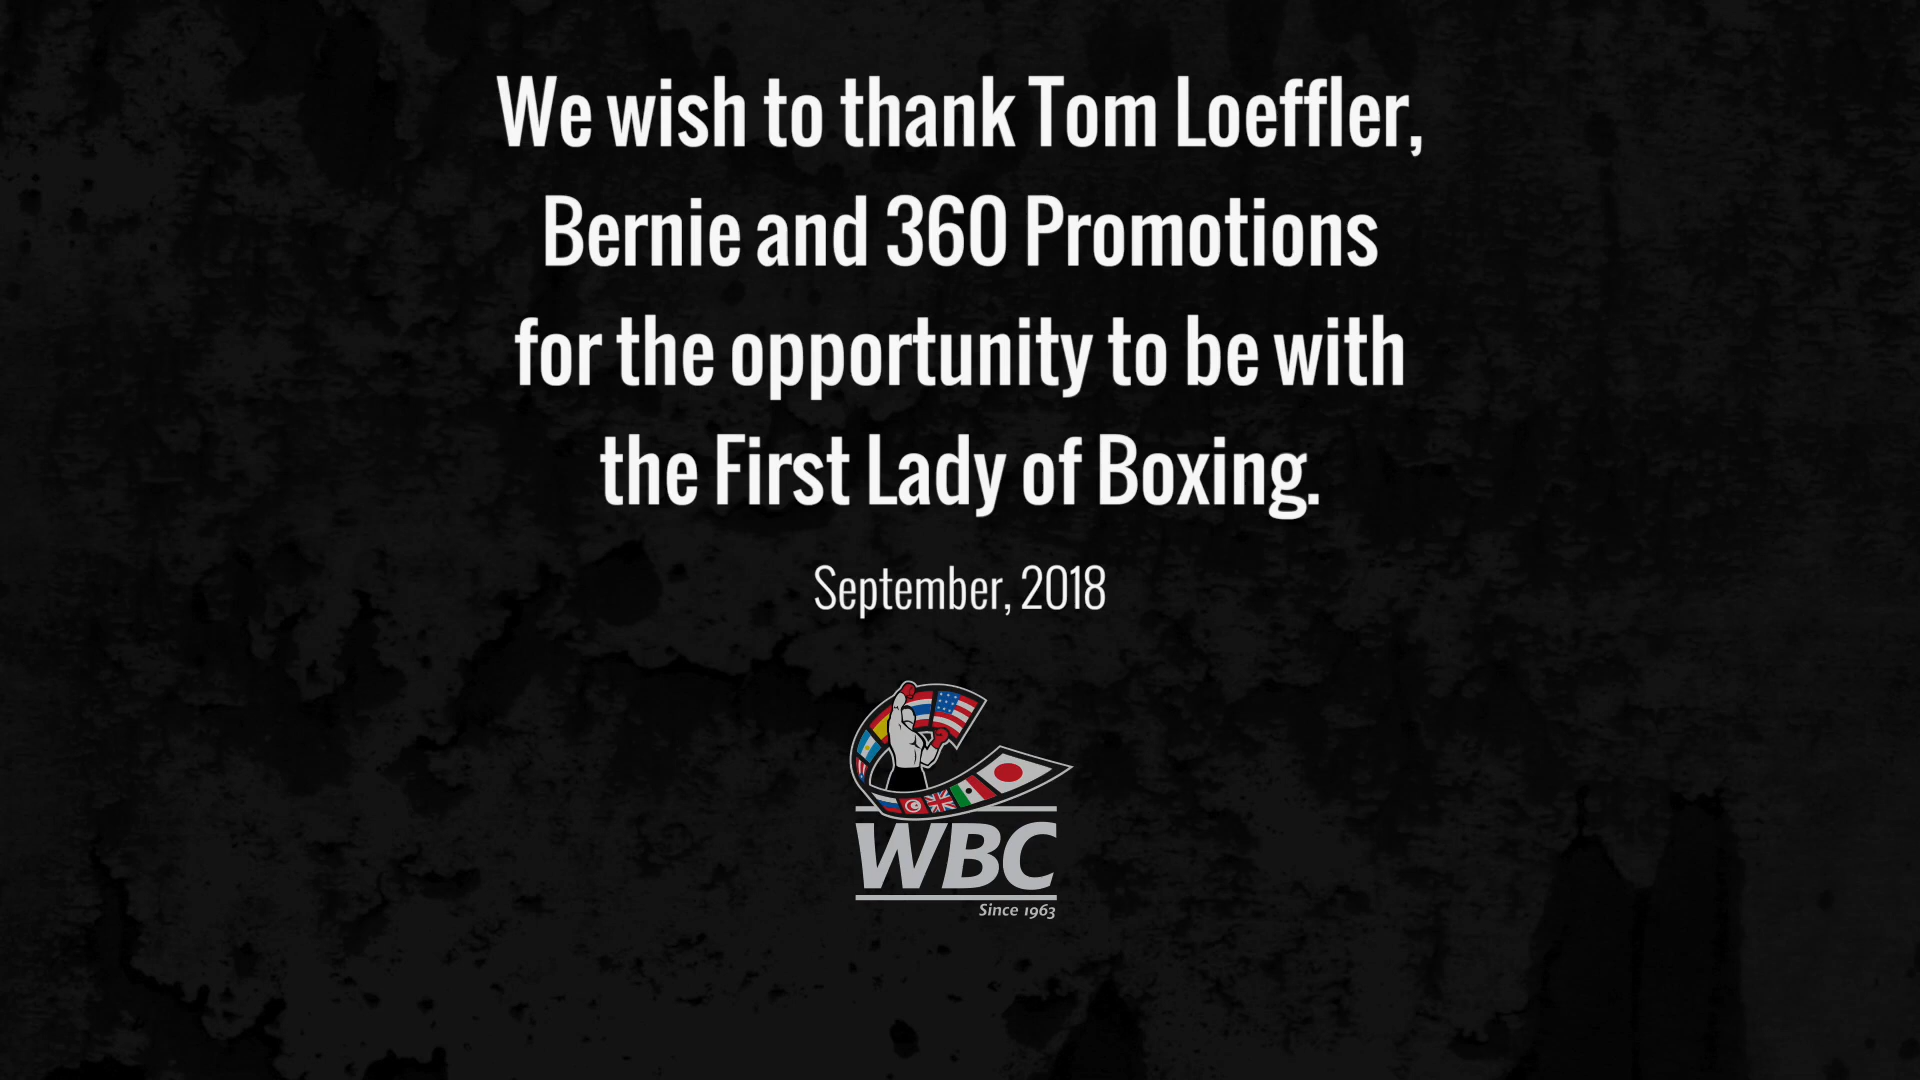 We wish to thank Tom Loeffler,
Bernie and 360 Promotions
for the opportunity to be with
the First Lady of Boxing.
September, 2018
WBC
Since 1963